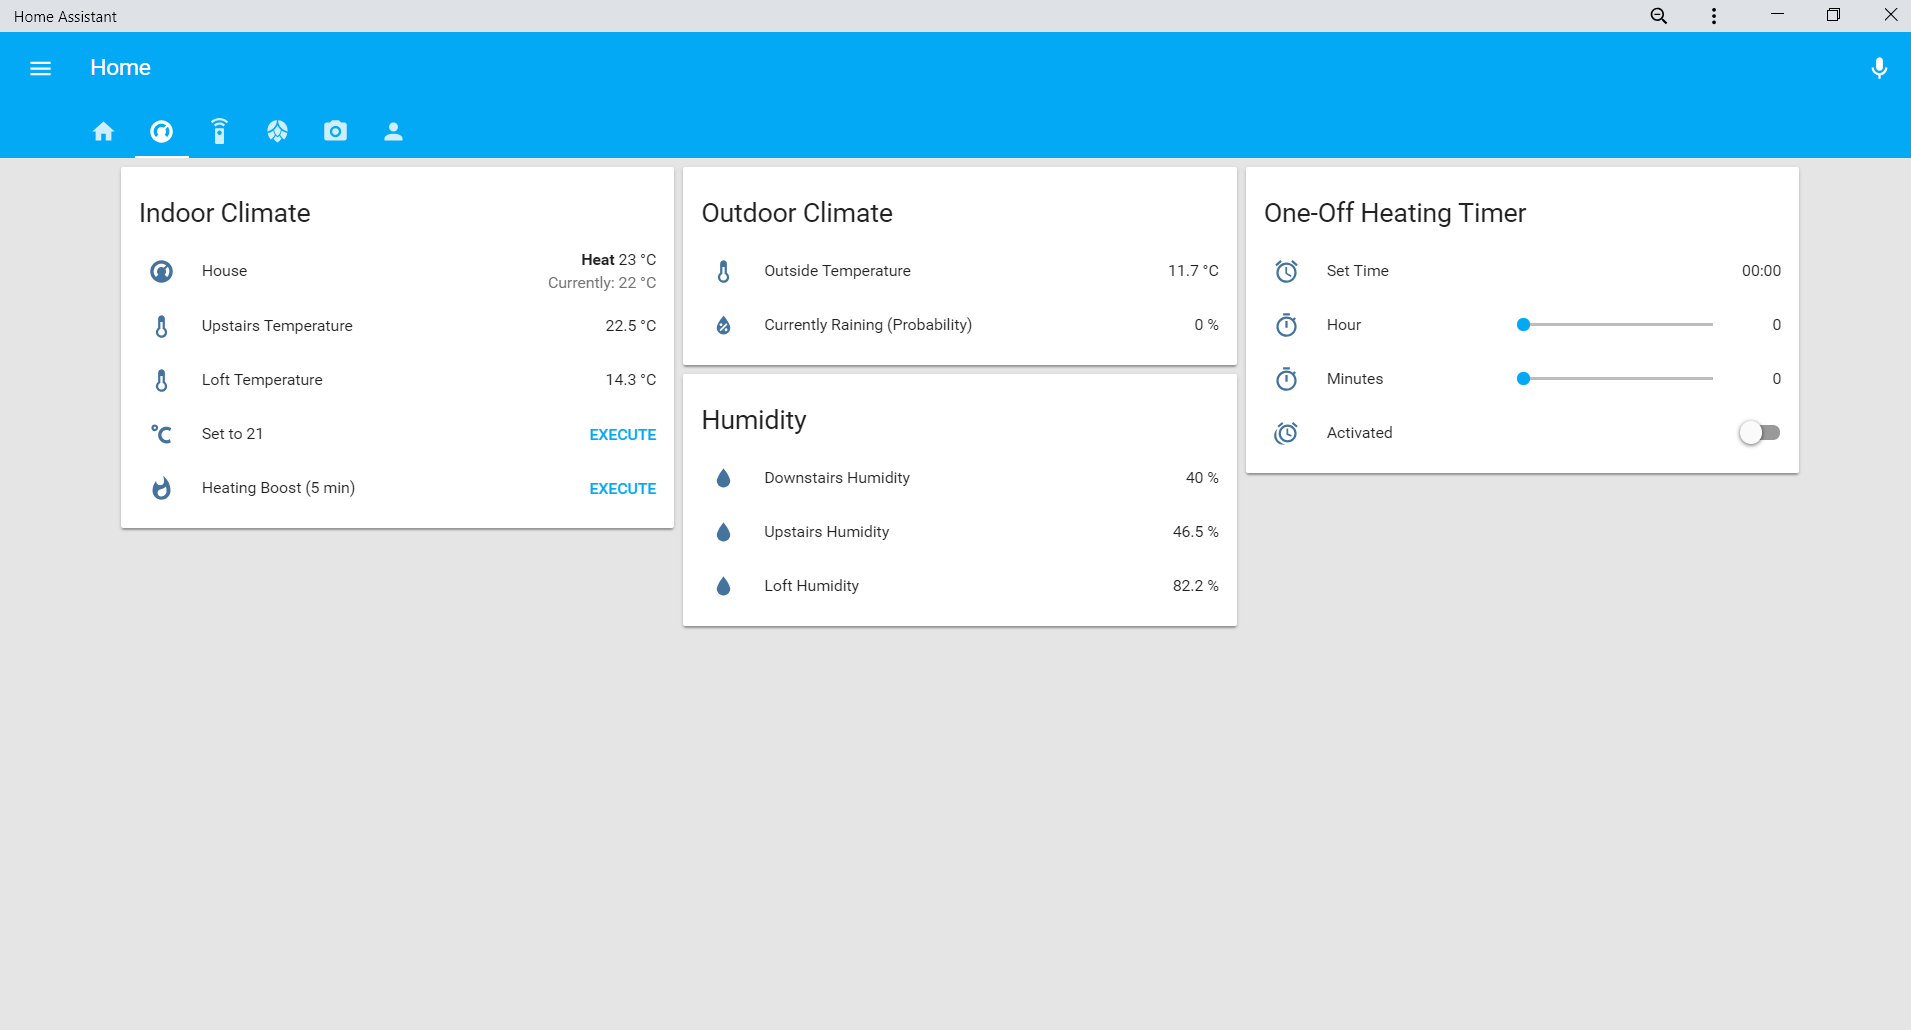 Home Assistant
Home
Indoor Climate
House
Heat 23 °C
Currently: 22 °C
Upstairs Temperature 22.5 °C
Loft Temperature 14.3 °C
°C Set to 21 EXECUTE
Heating Boost (5 min) EXECUTE
Outdoor Climate
Outside Temperature 11.7 °C
Currently Raining (Probability) 0 %
Humidity
Downstairs Humidity 40 %
Upstairs Humidity 46.5 %
Loft Humidity 82.2 %
One-Off Heating Timer
Set Time 00:00
Hour 0
Minutes 0
Activated